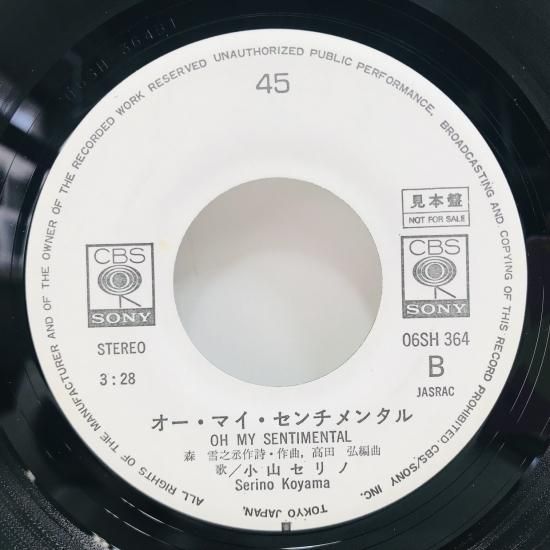 ALL RIGHTS OF THE MANUFACTURER AND OF THE OWNER OF THE RECORDED WORK RESERVED UNAUTHORIZED PUBLIC PERFORMANCE, BROADCASTING AND COPYING OF THIS RECORD PROHIBITED. CBS/SONY INC. TOKYO JAPAN,
45
見本盤
NOT FOR SALE
CBS
SONY
CBS
SONY
STEREO
06SH 364
3:28
B
JASRAC
オー・マイ・センチメンタル
OH MY SENTIMENTAL
森 雪之丞作詩・作曲, 高田 弘編曲
歌／小山セリノ
Serino Koyama